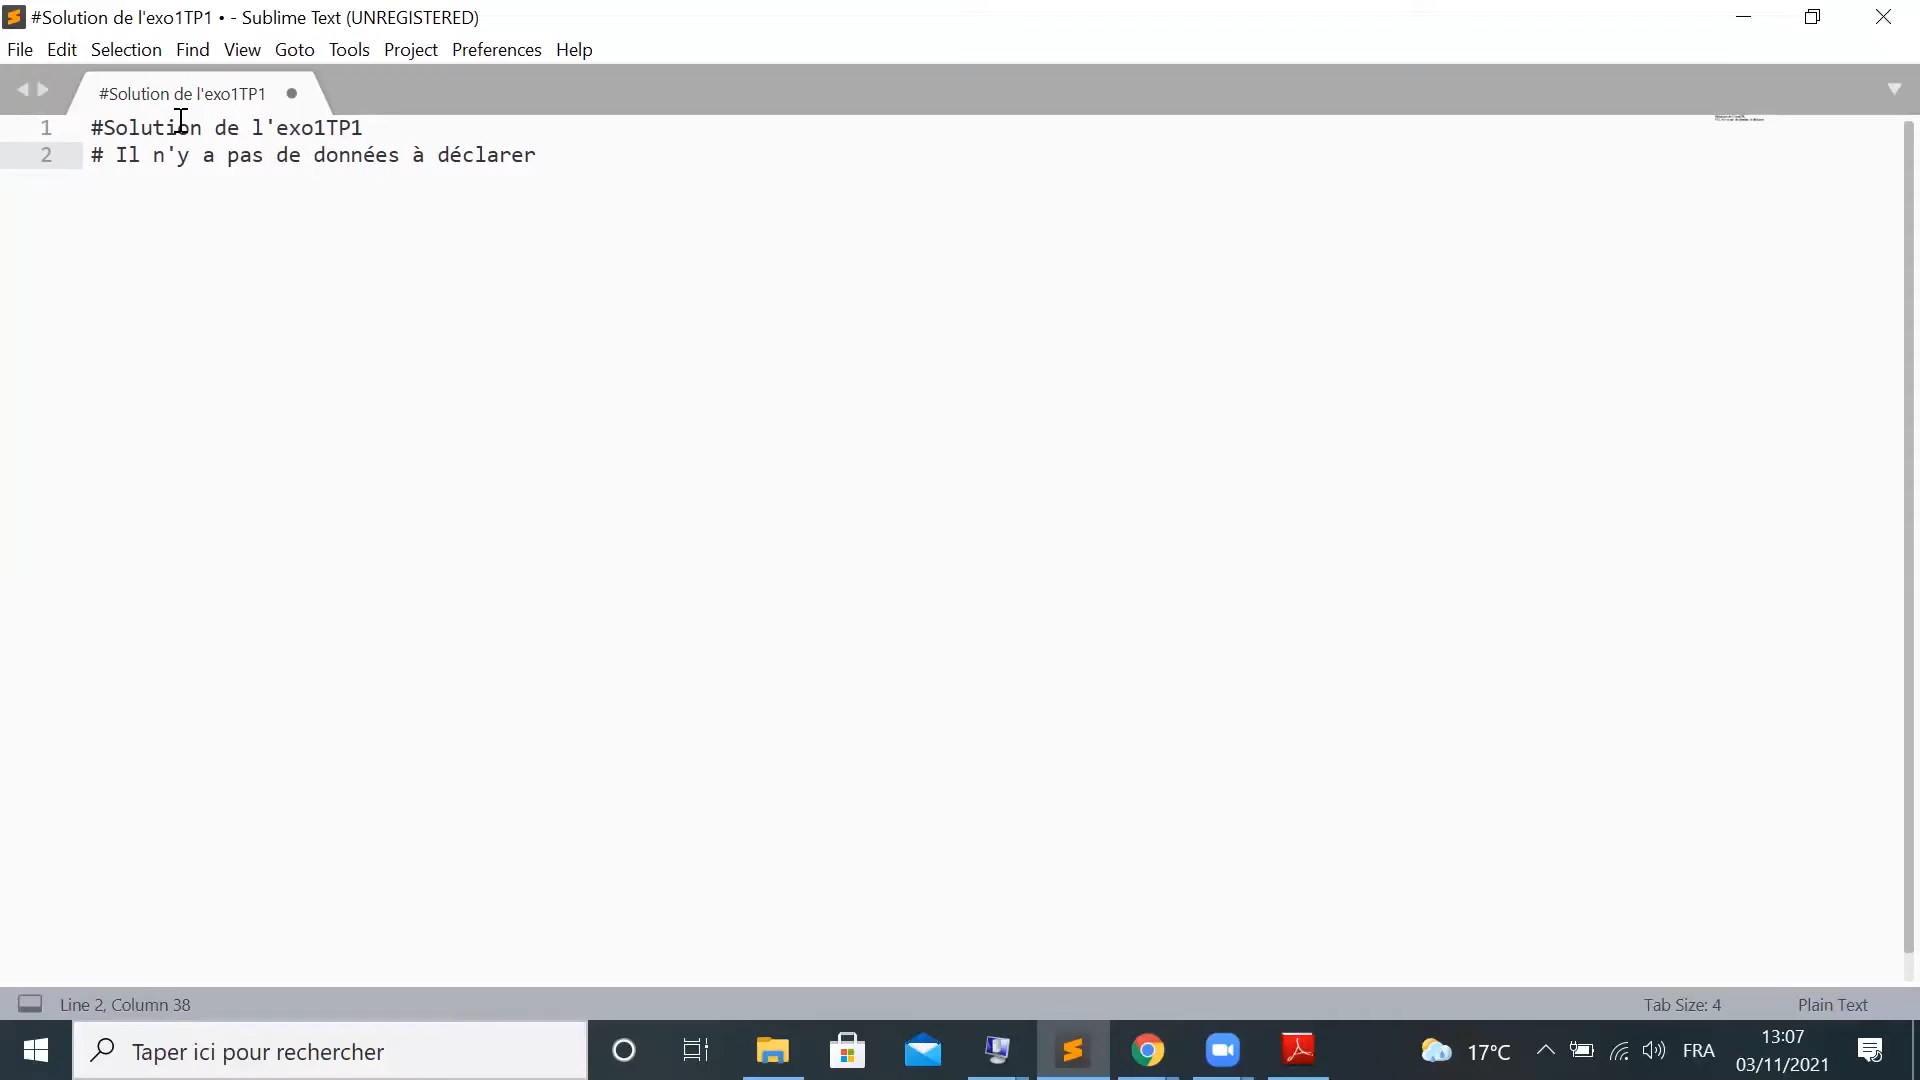 #Solution de l'exo1TP1 • - Sublime Text (UNREGISTERED)
File Edit Selection Find View Goto Tools Project Preferences Help
#Solution de l'exo1TP1
1 #Solution de l'exo1TP1
2 # Il n'y a pas de données à déclarer
Line 2, Column 38 Tab Size: 4 Plain Text
Taper ici pour rechercher 17°C FRA 13:07
03/11/2021